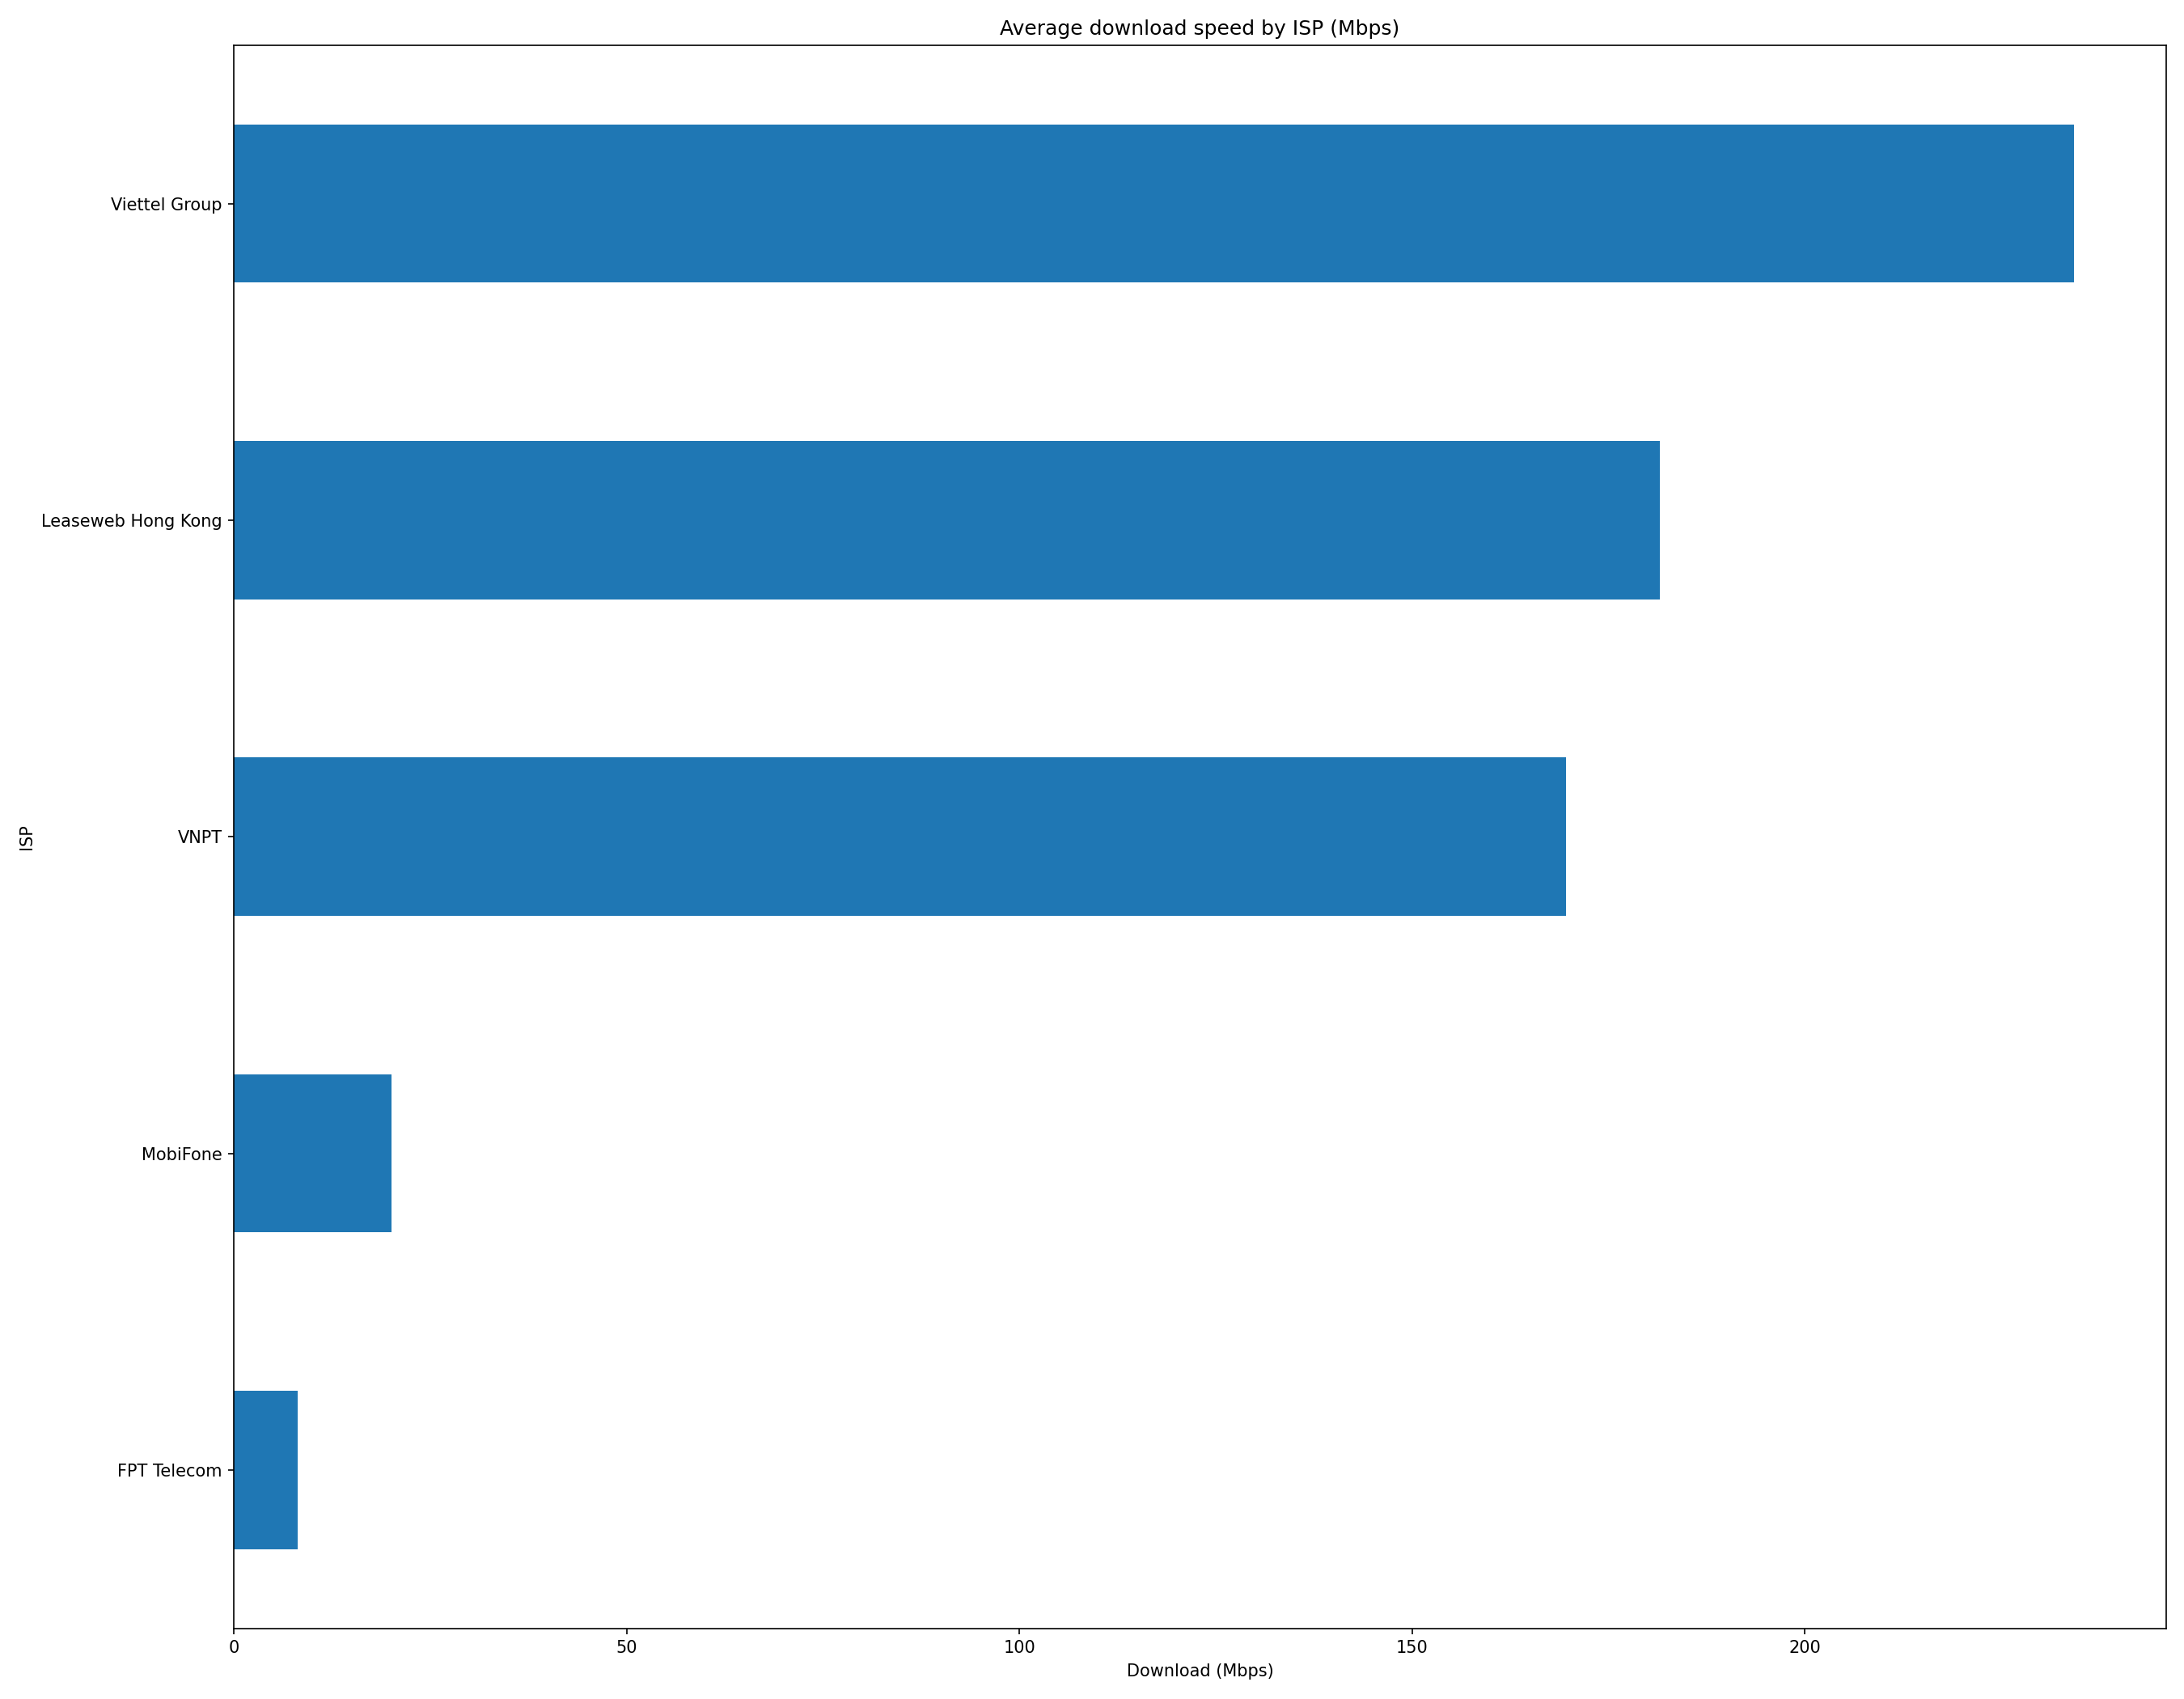 Average download speed by ISP (Mbps)
Viettel Group
Leaseweb Hong Kong
VNPT
MobiFone
FPT Telecom
ISP
0 50 100 150 200
Download (Mbps)